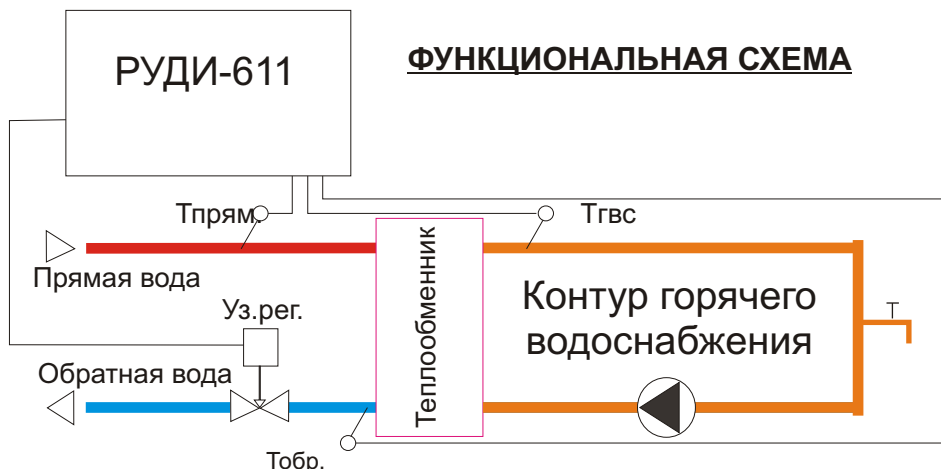 РУДИ-611
ФУНКЦИОНАЛЬНАЯ СХЕМА
Тпрям.
Тгвс
Прямая вода
Теплообменник
Контур горячего
водоснабжения
Т
Уз.рег.
Обратная вода
Тобр.